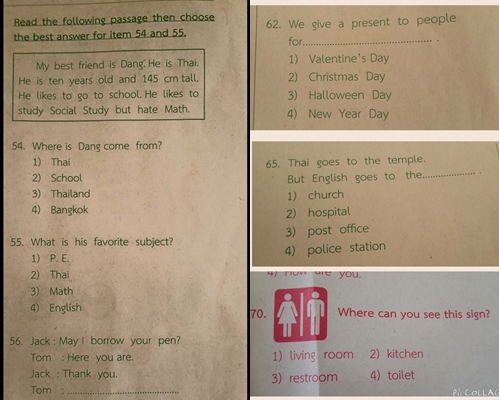 Read the following passage then choose
the best answer for item 54 and 55.
My best friend is Dang. He is Thai.
He is ten years old and 145 cm tall.
He likes to go to school. He likes to
study Social Study but hate Math.
54. Where is Dang come from?
1) Thai
2) School
3) Thailand
4) Bangkok
55. What is his favorite subject?
1) P. E.
2) Thai
3) Math
4) English
56. Jack : May I borrow your pen?
Tom : Here you are.
Jack : Thank you.
Tom : ..............................
62. We give a present to people
for.................................... .
1) Valentine's Day
2) Christmas Day
3) Halloween Day
4) New Year Day
65. Thai goes to the temple.
But English goes to the.............. .
1) church
2) hospital
3) post office
4) police station
4) How are you.
70. Where can you see this sign?
1) living room 2) kitchen
3) restroom 4) toilet
Pic COLLAG